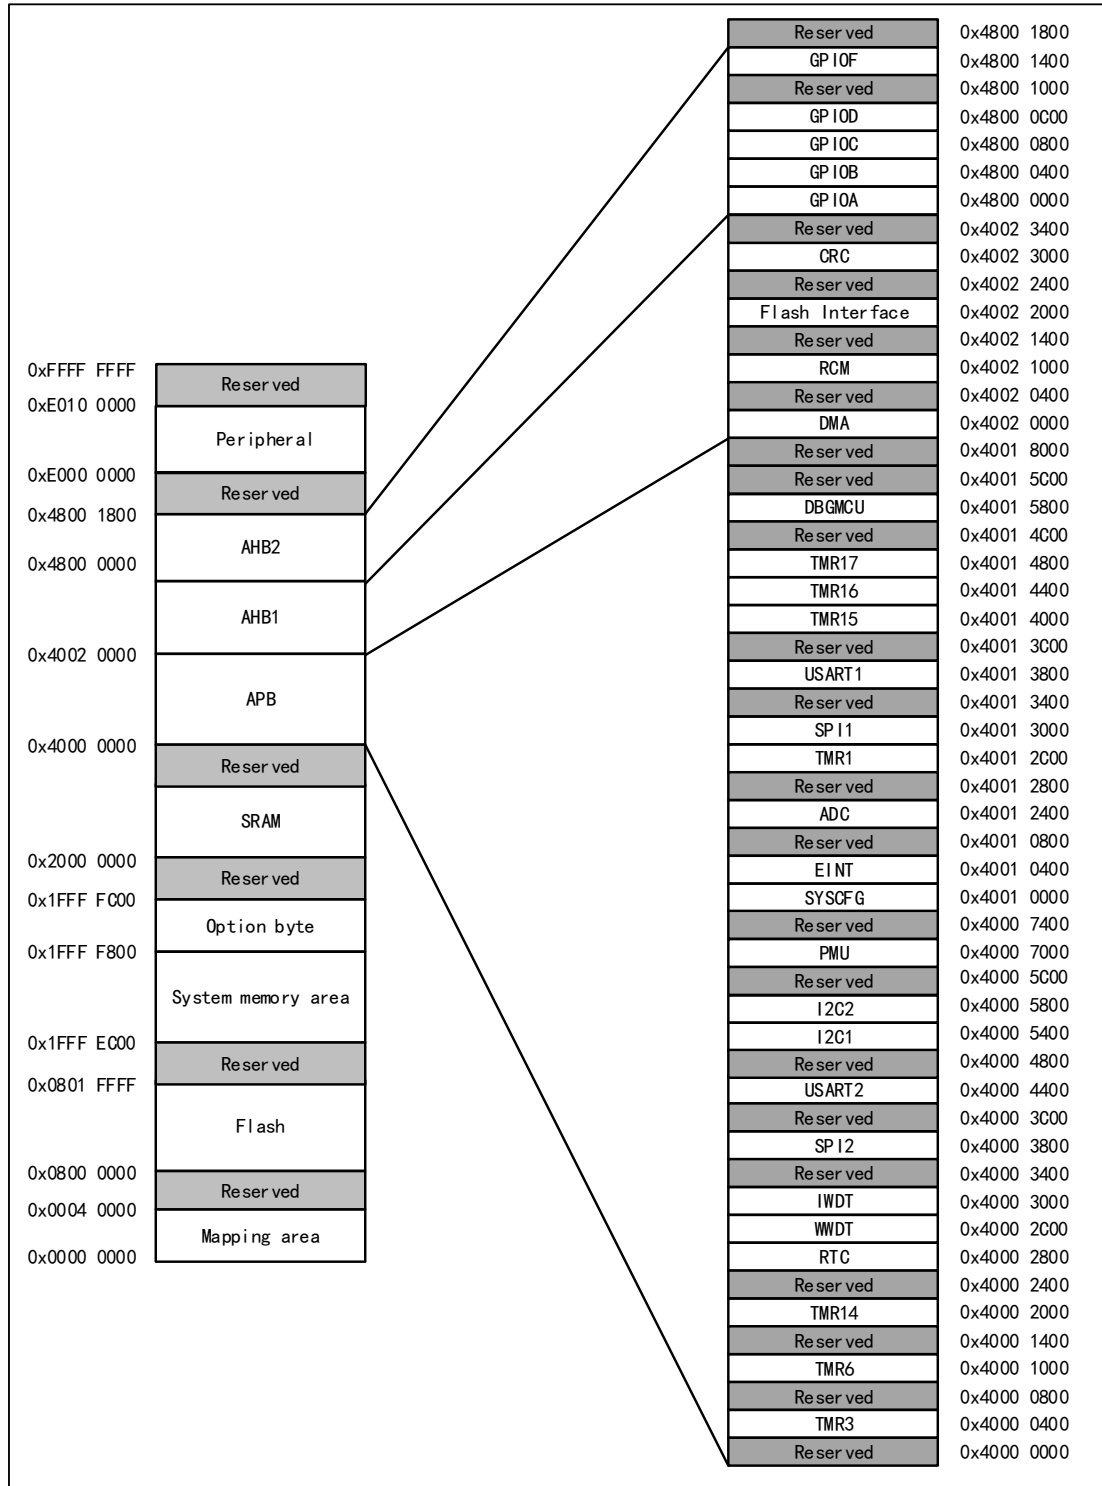 Reserved 0x4800 1800
GPIOF 0x4800 1400
Reserved 0x4800 1000
GPIOD 0x4800 0C00
GPIOC 0x4800 0800
GPIOB 0x4800 0400
GPIOA 0x4800 0000
Reserved 0x4002 3400
CRC 0x4002 3000
Reserved 0x4002 2400
Flash Interface 0x4002 2000
Reserved 0x4002 1400
RCM 0x4002 1000
Reserved 0x4002 0400
DMA 0x4002 0000
Reserved 0x4001 8000
Reserved 0x4001 5C00
DBGMCU 0x4001 5800
Reserved 0x4001 4C00
TMR17 0x4001 4800
TMR16 0x4001 4400
TMR15 0x4001 4000
Reserved 0x4001 3C00
USART1 0x4001 3800
Reserved 0x4001 3400
SPI1 0x4001 3000
TMR1 0x4001 2C00
Reserved 0x4001 2800
ADC 0x4001 2400
Reserved 0x4001 0800
EINT 0x4001 0400
SYSCFG 0x4001 0000
Reserved 0x4000 7400
PMU 0x4000 7000
Reserved 0x4000 5C00
I2C2 0x4000 5800
I2C1 0x4000 5400
Reserved 0x4000 4800
USART2 0x4000 4400
Reserved 0x4000 3C00
SPI2 0x4000 3800
Reserved 0x4000 3400
IWDT 0x4000 3000
WWDT 0x4000 2C00
RTC 0x4000 2800
Reserved 0x4000 2400
TMR14 0x4000 2000
Reserved 0x4000 1400
TMR6 0x4000 1000
Reserved 0x4000 0800
TMR3 0x4000 0400
Reserved 0x4000 0000
0xFFFF FFFF
Reserved
0xE010 0000
Peripheral
0xE000 0000
Reserved
0x4800 1800
AHB2
0x4800 0000
AHB1
0x4002 0000
APB
0x4000 0000
Reserved
SRAM
0x2000 0000
Reserved
0x1FFF FC00
Option byte
0x1FFF F800
System memory area
0x1FFF EC00
Reserved
0x0801 FFFF
Flash
0x0800 0000
Reserved
0x0004 0000
Mapping area
0x0000 0000